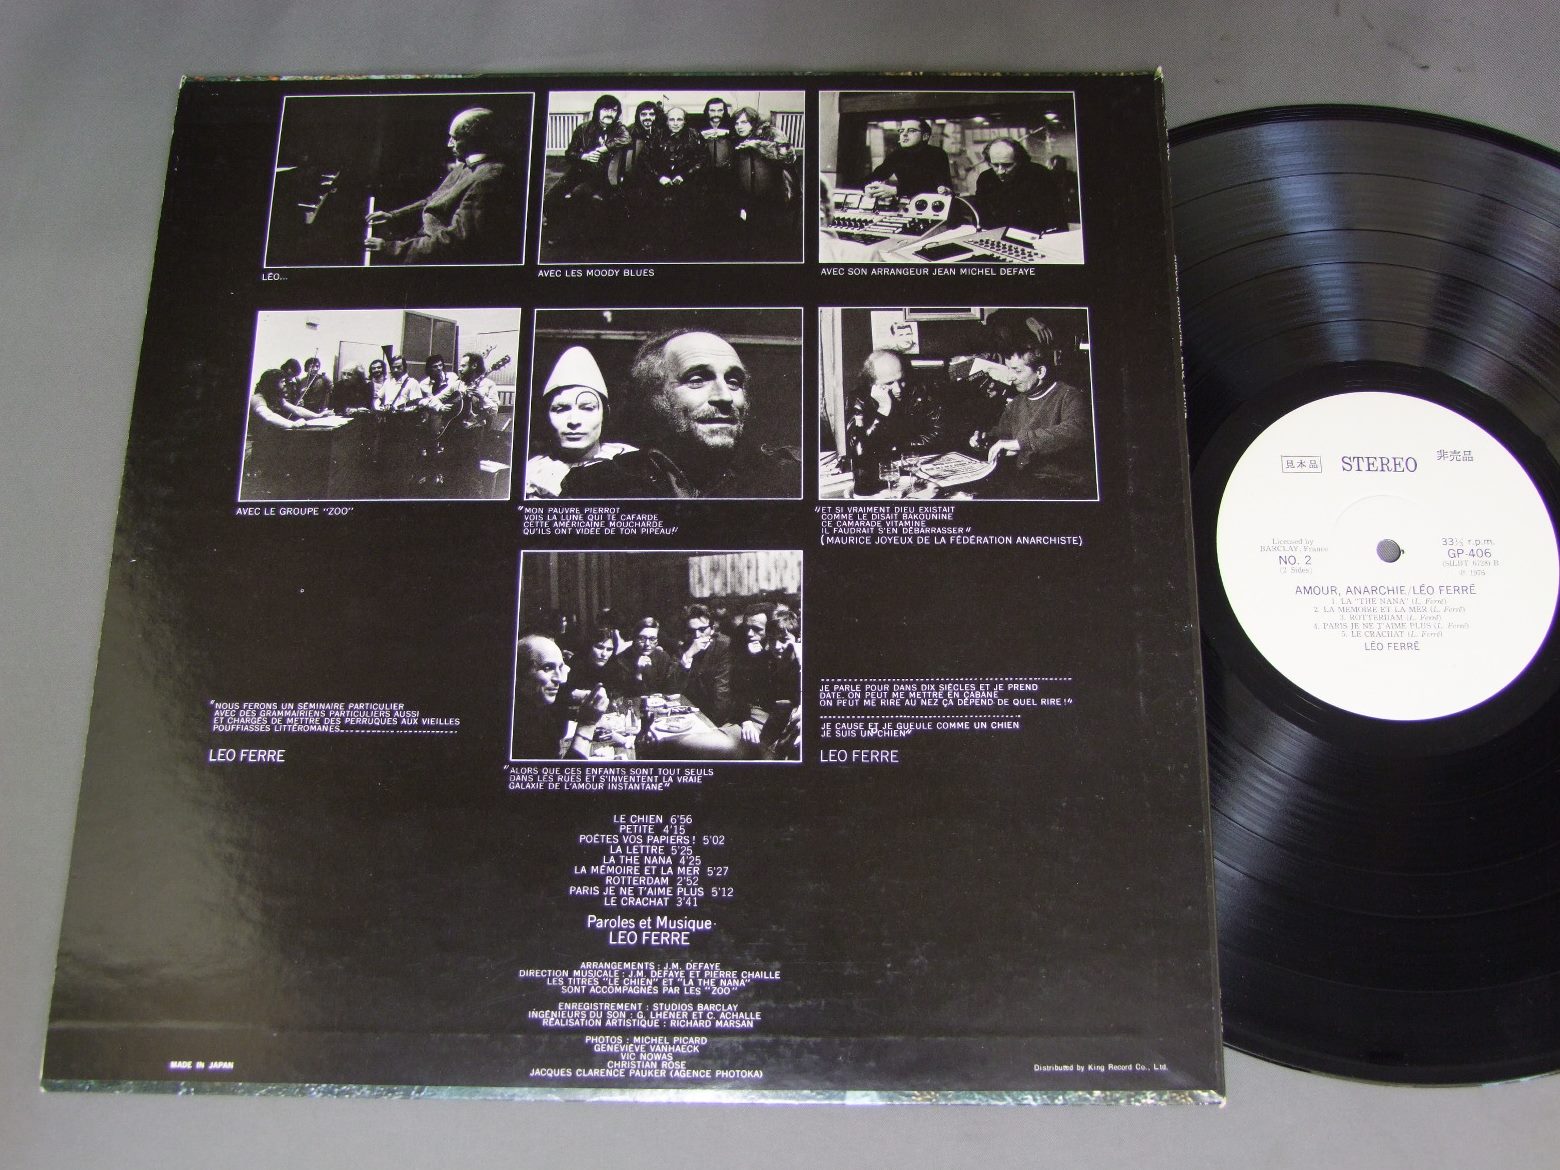 LÉO...
AVEC LES MOODY BLUES
AVEC SON ARRANGEUR JEAN MICHEL DEFAYE
AVEC LE GROUPE "ZOO"
"MON PAUVRE PIERROT
VOIS LA LUNE QUI TE CAFARDE
CETTE AMÉRICAINE MOUCHARDE
QU'ILS ONT VIDÉE DE TON PIPEAU!"
"ET SI VRAIMENT DIEU EXISTAIT
COMME LE DISAIT BAKOUNINE
CE CAMARADE VITAMINE
IL FAUDRAIT S'EN DÉBARRASSER"
(MAURICE JOYEUX DE LA FÉDÉRATION ANARCHISTE)
"NOUS FERONS UN SÉMINAIRE PARTICULIER
AVEC DES GRAMMAIRIENS PARTICULIERS AUSSI
ET CHARGÉS DE METTRE DES PERRUQUES AUX VIEILLES
POUFFIASSES LITTÉROMANES
LEO FERRE
"ALORS QUE CES ENFANTS SONT TOUT SEULS
DANS LES RUES ET S'INVENTENT LA VRAIE
GALAXIE DE L'AMOUR INSTANTANÉ"
JE PARLE POUR DANS DIX SIÈCLES ET JE PREND
DATE. ON PEUT ME METTRE EN CABANE
ON PEUT ME RIRE AU NEZ ÇA DÉPEND DE QUEL RIRE!"
JE CAUSE ET JE GUEULE COMME UN CHIEN
JE SUIS UN CHIEN"
LEO FERRE
LE CHIEN 6'56
PETITE 4'15
POÈTES VOS PAPIERS! 5'02
LA LETTRE 5'25
LA THE NANA 4'25
LA MÉMOIRE ET LA MER 5'27
ROTTERDAM 2'52
PARIS JE NE T'AIME PLUS 5'12
LE CRACHAT 3'41
Paroles et Musique
LEO FERRE
ARRANGEMENTS : J.M. DEFAYE
DIRECTION MUSICALE : J.M. DEFAYE ET PIERRE CHAILLE
LES TITRES "LE CHIEN" ET "LA THE NANA"
SONT ACCOMPAGNÉS PAR LES "ZOO"
ENREGISTREMENT : STUDIOS BARCLAY
INGÉNIEURS DU SON : G. LHENER ET C. ACHALLE
RÉALISATION ARTISTIQUE : RICHARD MARSAN
PHOTOS : MICHEL PICARD
GENEVIÈVE VANHAECK
VIC NOWAS
CHRISTIAN ROSE
JACQUES CLARENCE PAUKER (AGENCE PHOTOKA)
MADE IN JAPAN
Distributed by King Record Co., Ltd.
見本品 STEREO 非売品
Licensed by
BARCLAY, France
NO. 2
(2 Sides)
33⅓ r.p.m.
GP-406
℗ 1976
AMOUR, ANARCHIE/LÉO FERRÉ
1. LA "THE NANA" (L. Ferré)
2. LA MEMOIRE ET LA MER (L. Ferré)
3. ROTTERDAM (L. Ferré)
4. PARIS JE NE T'AIME PLUS (L. Ferré)
5. LE CRACHAT (L. Ferré)
LÉO FERRÉ